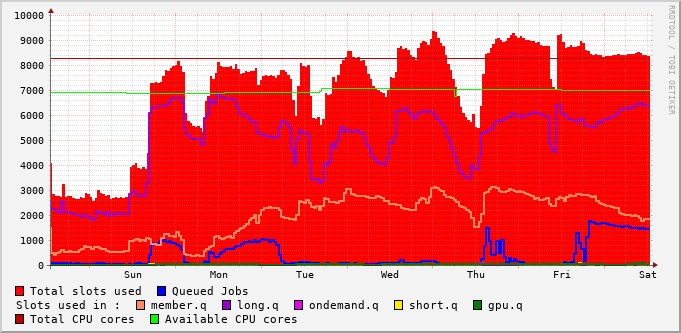 10000
9000
8000
7000
6000
5000
4000
3000
2000
1000
0
Sun Mon Tue Wed Thu Fri Sat
RRDTOOL / TOBI OETIKER
Total slots used Queued Jobs
Slots used in : member.q long.q ondemand.q short.q gpu.q
Total CPU cores Available CPU cores